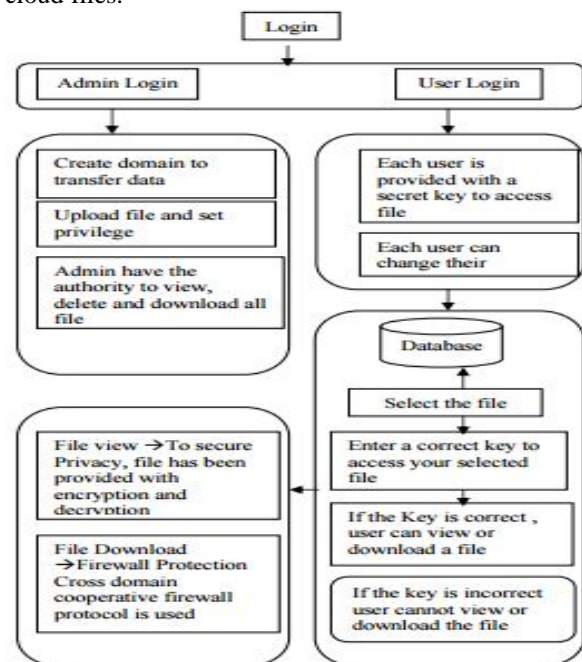 cloud files.
Login
Admin Login
User Login
Create domain to
transfer data
Upload file and set
privilege
Admin have the
authority to view,
delete and download all
file
Each user is
provided with a
secret key to access
file
Each user can
change their
Database
Select the file
Enter a correct key to
access your selected
file
If the Key is correct ,
user can view or
download a file
If the key is incorrect
user cannot view or
download the file
File view →To secure
Privacy, file has been
provided with
encryption and
decryption
File Download
→Firewall Protection
Cross domain
cooperative firewall
protocol is used